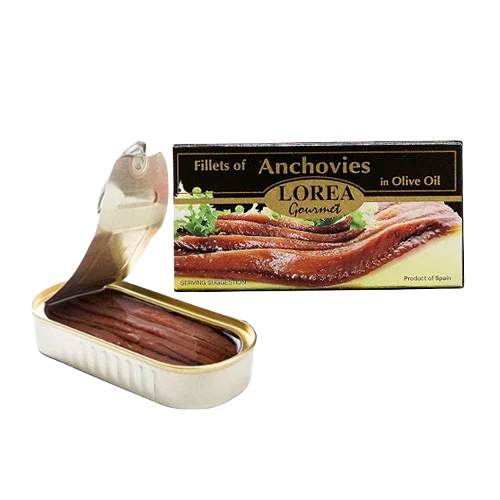 Fillets of Anchovies in Olive Oil
LOREA
Gourmet
SERVING SUGGESTION
Product of Spain